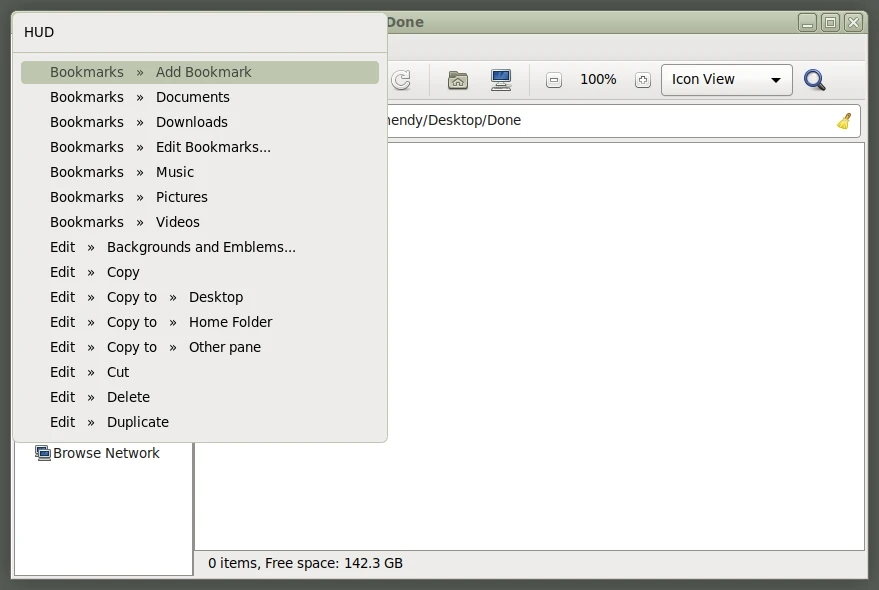 HUD
Done
Bookmarks » Add Bookmark
Bookmarks » Documents
Bookmarks » Downloads
Bookmarks » Edit Bookmarks...
Bookmarks » Music
Bookmarks » Pictures
Bookmarks » Videos
Edit » Backgrounds and Emblems...
Edit » Copy
Edit » Copy to » Desktop
Edit » Copy to » Home Folder
Edit » Copy to » Other pane
Edit » Cut
Edit » Delete
Edit » Duplicate
100%
Icon View
endy/Desktop/Done
Browse Network
0 items, Free space: 142.3 GB